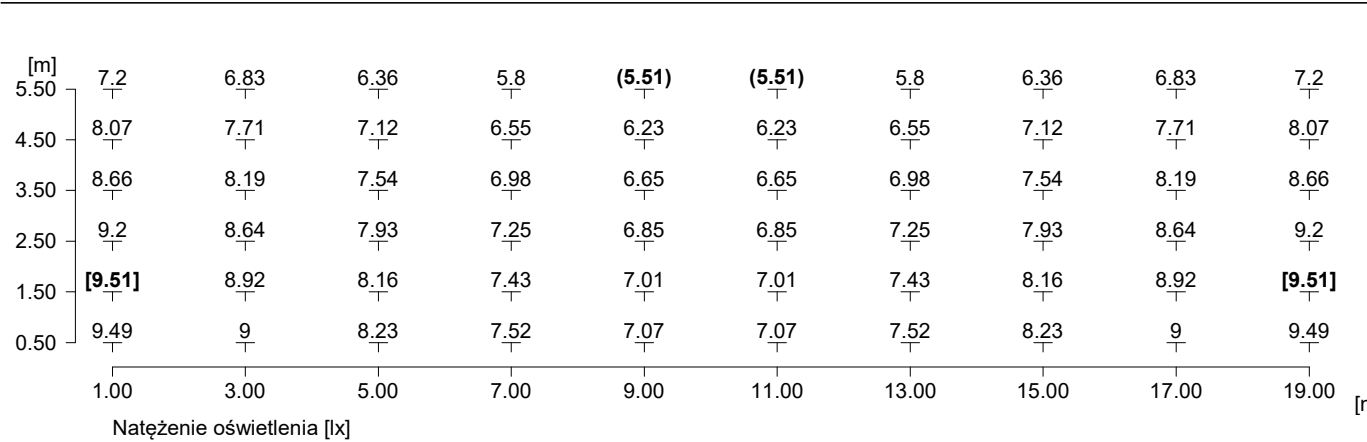 [m]
5.50 7.2 6.83 6.36 5.8 (5.51) (5.51) 5.8 6.36 6.83 7.2
4.50 8.07 7.71 7.12 6.55 6.23 6.23 6.55 7.12 7.71 8.07
3.50 8.66 8.19 7.54 6.98 6.65 6.65 6.98 7.54 8.19 8.66
2.50 9.2 8.64 7.93 7.25 6.85 6.85 7.25 7.93 8.64 9.2
1.50 [9.51] 8.92 8.16 7.43 7.01 7.01 7.43 8.16 8.92 [9.51]
0.50 9.49 9 8.23 7.52 7.07 7.07 7.52 8.23 9 9.49
1.00 3.00 5.00 7.00 9.00 11.00 13.00 15.00 17.00 19.00
Natężenie oświetlenia [lx]